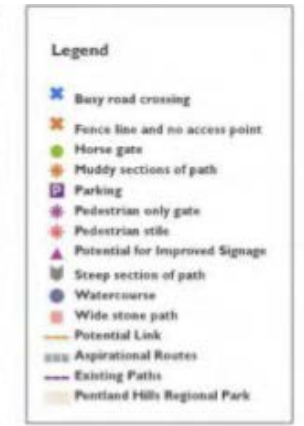 Legend
Busy road crossing
Fence line and no access point
Horse gate
Muddy sections of path
P Parking
Pedestrian only gate
Pedestrian stile
Potential for Improved Signage
Steep section of path
Watercourse
Wide stone path
Potential Link
Aspirational Routes
Existing Paths
Pentland Hills Regional Park